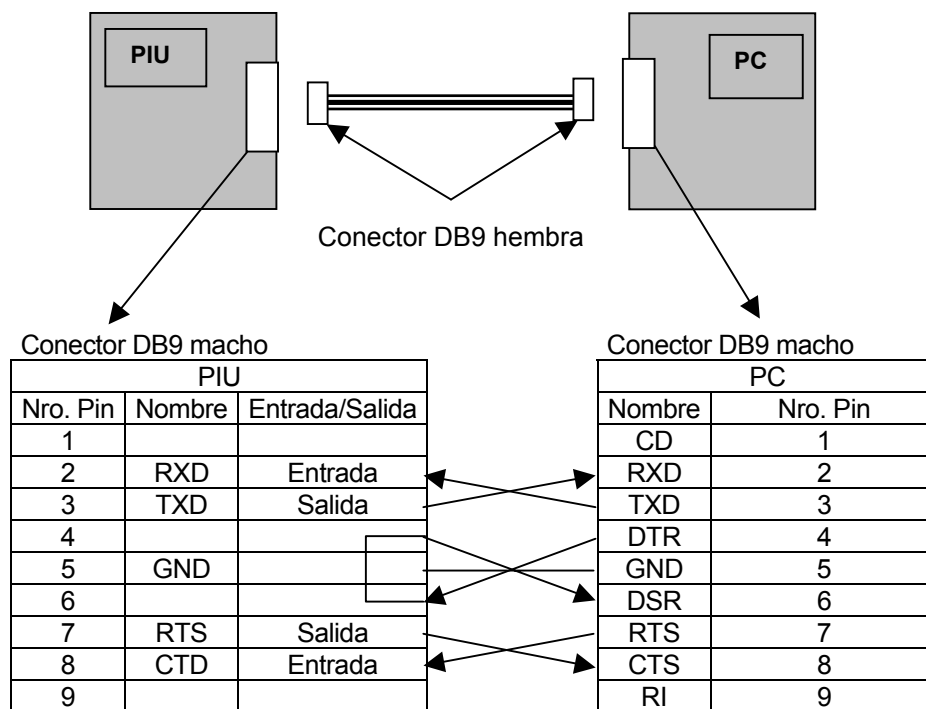 PIU
PC
Conector DB9 hembra
Conector DB9 macho
PIU
Nro. Pin Nombre Entrada/Salida
1
2 RXD Entrada
3 TXD Salida
4
5 GND
6
7 RTS Salida
8 CTD Entrada
9
Conector DB9 macho
PC
Nombre Nro. Pin
CD 1
RXD 2
TXD 3
DTR 4
GND 5
DSR 6
RTS 7
CTS 8
RI 9